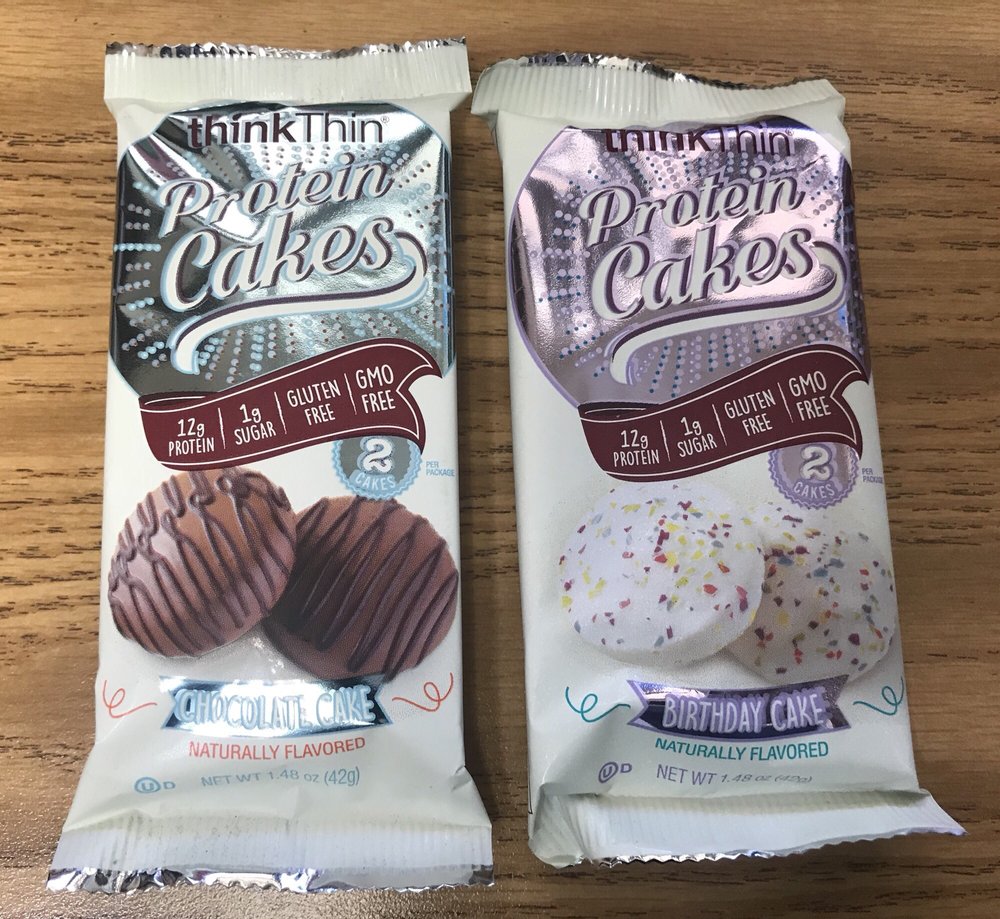 thinkThin®
Protein
Cakes
12g
PROTEIN
1g
SUGAR
GLUTEN
FREE
GMO
FREE
2
CAKES
PER
PACKAGE
CHOCOLATE CAKE
NATURALLY FLAVORED
U D
NET WT 1.48 oz (42g)
thinkThin®
Protein
Cakes
12g
PROTEIN
1g
SUGAR
GLUTEN
FREE
GMO
FREE
2
CAKES
PER
PACKAGE
BIRTHDAY CAKE
NATURALLY FLAVORED
U D
NET WT 1.48 oz (42g)